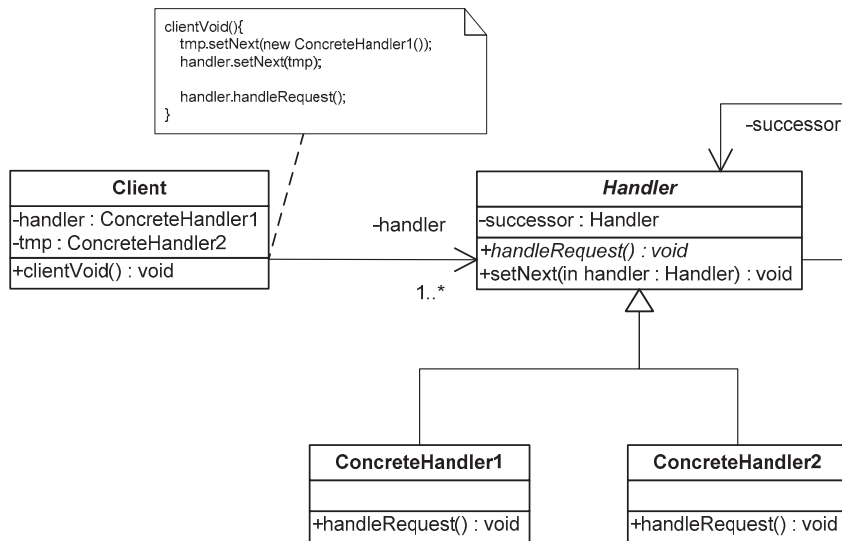 clientVoid(){
tmp.setNext(new ConcreteHandler1());
handler.setNext(tmp);
handler.handleRequest();
}
-successor
Client
-handler : ConcreteHandler1
-tmp : ConcreteHandler2
+clientVoid() : void
-handler
1..*
Handler
-successor : Handler
+handleRequest() : void
+setNext(in handler : Handler) : void
ConcreteHandler1
+handleRequest() : void
ConcreteHandler2
+handleRequest() : void